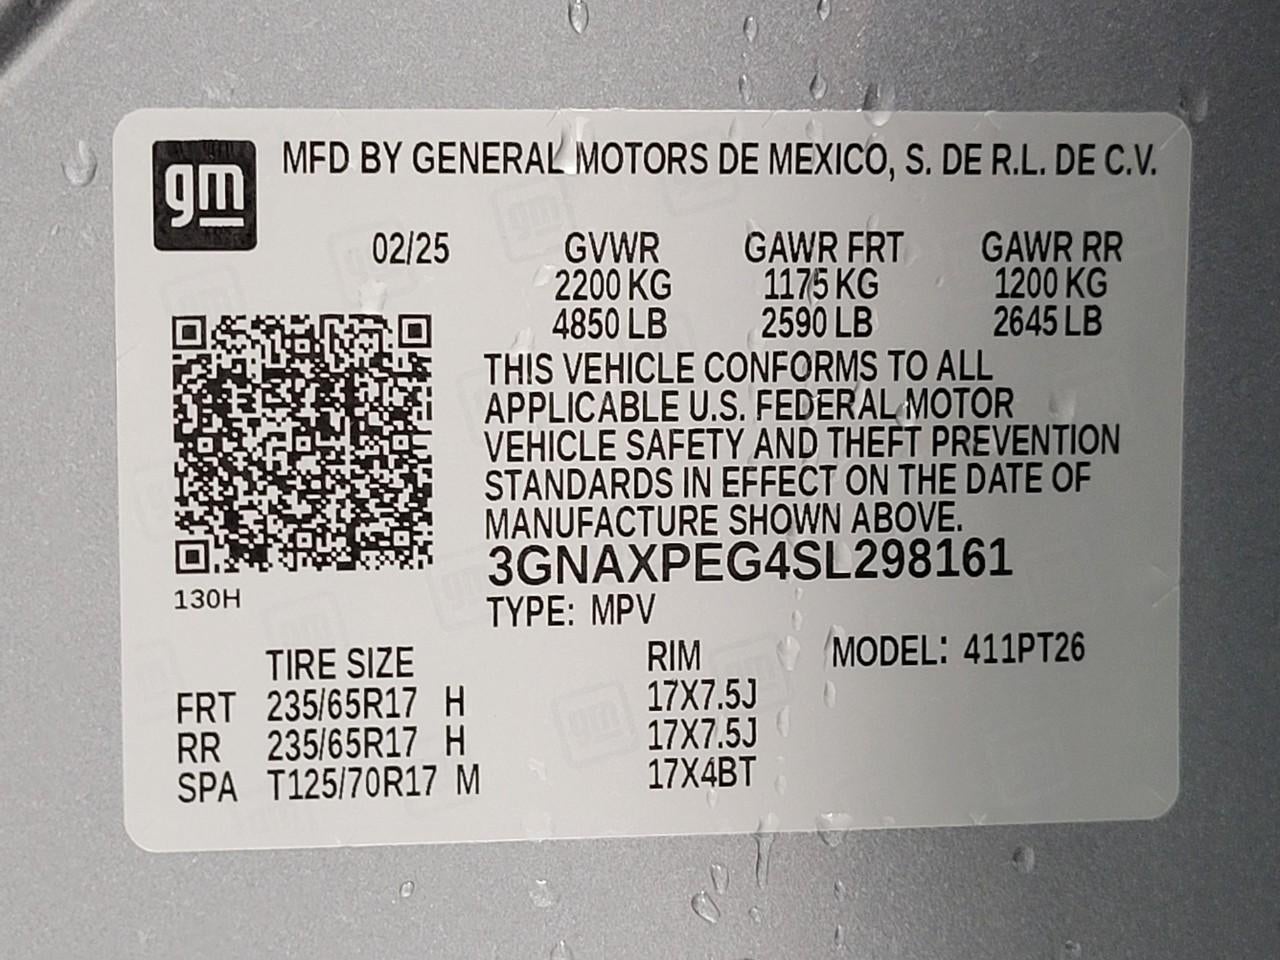 gm
MFD BY GENERAL MOTORS DE MEXICO, S. DE R.L. DE C.V.
02/25 GVWR GAWR FRT GAWR RR
2200 KG 1175 KG 1200 KG
4850 LB 2590 LB 2645 LB
THIS VEHICLE CONFORMS TO ALL
APPLICABLE U.S. FEDERAL MOTOR
VEHICLE SAFETY AND THEFT PREVENTION
STANDARDS IN EFFECT ON THE DATE OF
MANUFACTURE SHOWN ABOVE.
3GNAXPEG4SL298161
130H
TYPE: MPV
TIRE SIZE RIM MODEL: 411PT26
FRT 235/65R17 H 17X7.5J
RR 235/65R17 H 17X7.5J
SPA T125/70R17 M 17X4BT